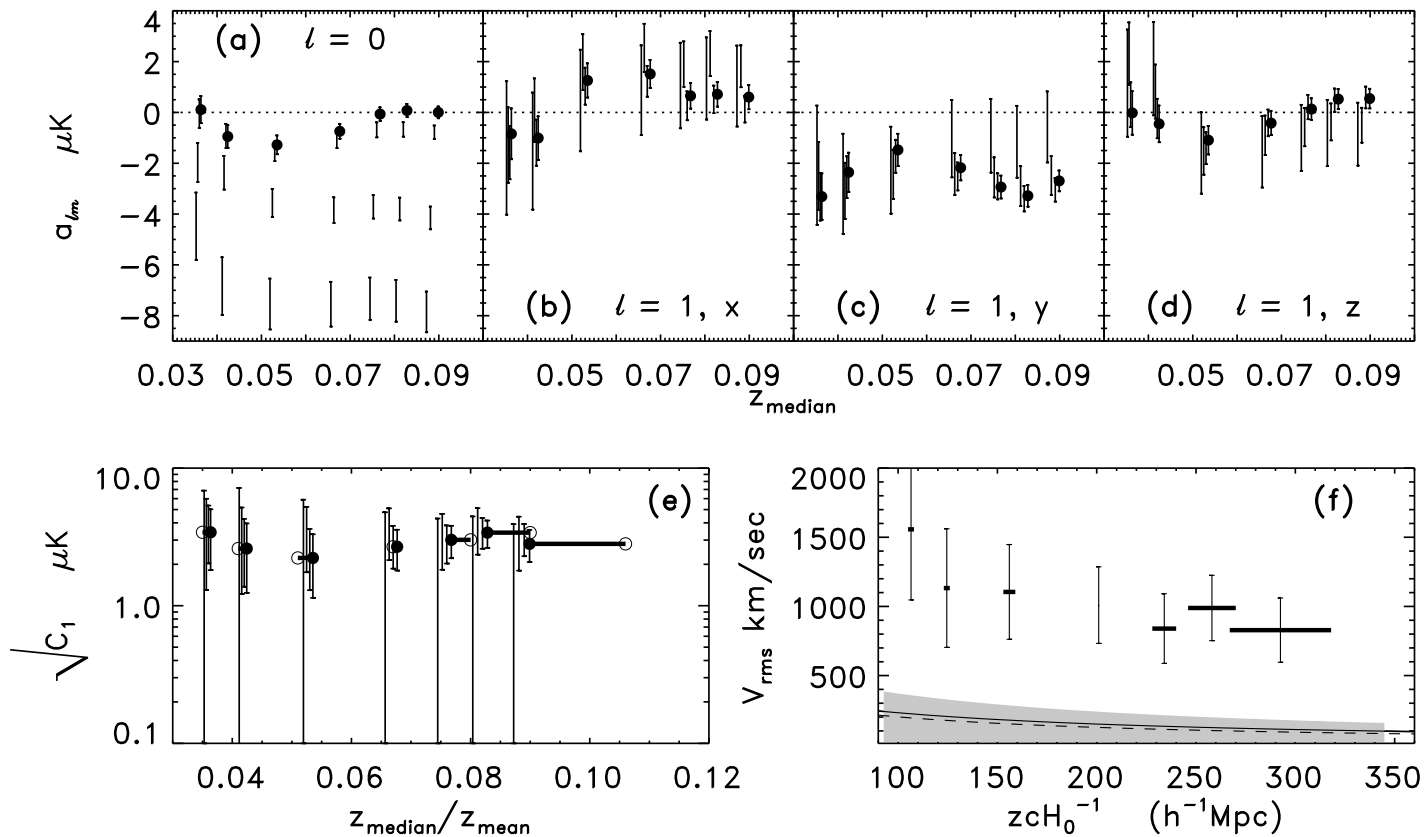 4
2
0
−2
−4
−6
−8
a_ℓm μK
(a) ℓ = 0
(b) ℓ = 1, x
(c) ℓ = 1, y
(d) ℓ = 1, z
0.03 0.05 0.07 0.09
0.05 0.07 0.09
0.05 0.07 0.09
0.05 0.07 0.09
z_median
10.0
1.0
0.1
√C₁ μK
(e)
0.04 0.06 0.08 0.10 0.12
z_median/z_mean
2000
1500
1000
500
V_rms km/sec
(f)
100 150 200 250 300 360
zcH₀⁻¹ (h⁻¹Mpc)